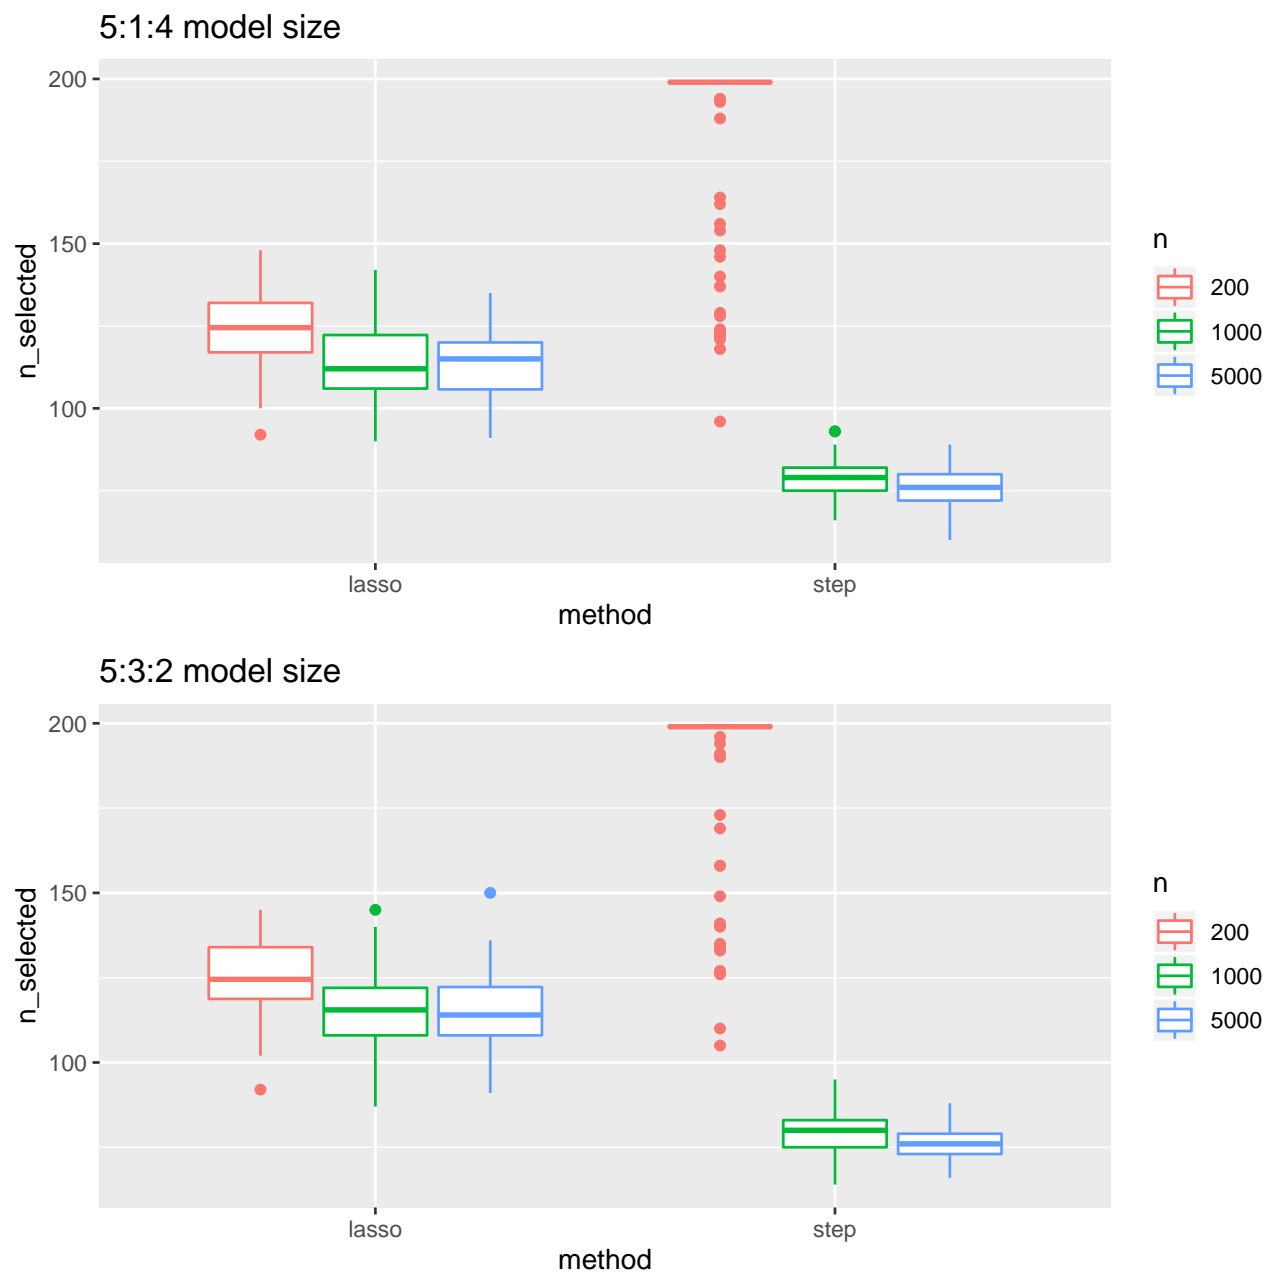 5:1:4 model size
200
150
100
n_selected
lasso
step
method
n
200
1000
5000
5:3:2 model size
200
150
100
n_selected
lasso
step
method
n
200
1000
5000